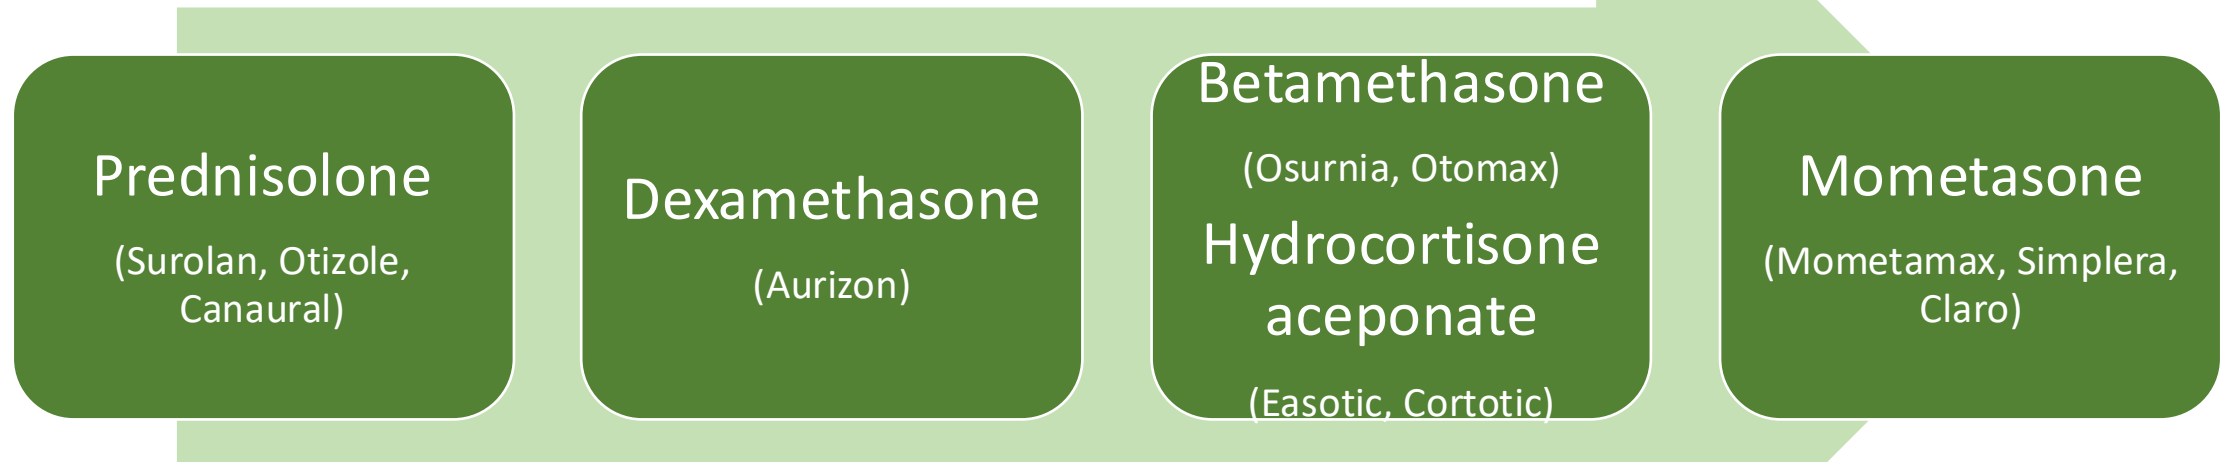 Prednisolone
(Surolan, Otizole,
Canaural)
Dexamethasone
(Aurizon)
Betamethasone
(Osurnia, Otomax)
Hydrocortisone
aceponate
(Easotic, Cortotic)
Mometasone
(Mometamax, Simplera,
Claro)